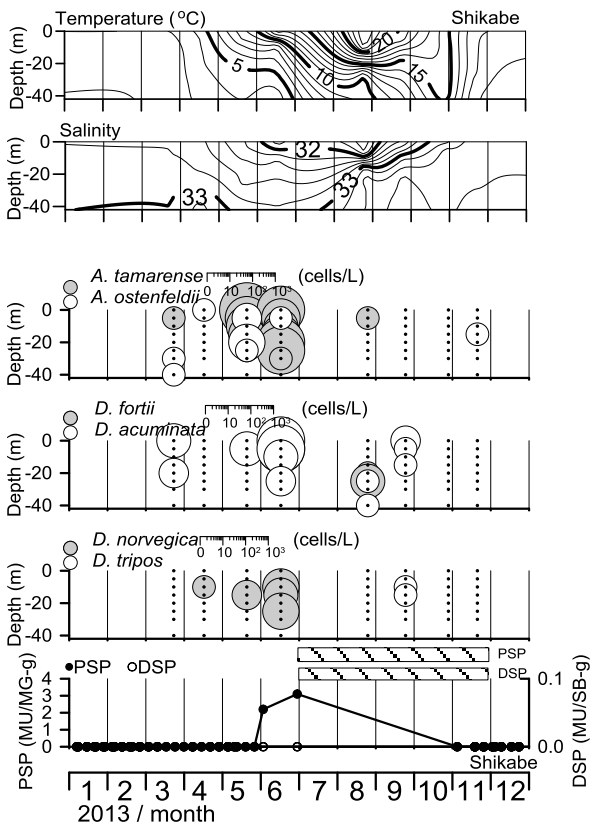 Temperature (°C) Shikabe
0
-20
-40
Depth (m)
5 10 20 15
Salinity
0
-20
-40
Depth (m)
32 33 33
A. tamarense (cells/L)
0 10 10² 10³
A. ostenfeldii
0
-20
-40
Depth (m)
D. fortii (cells/L)
0 10 10² 10³
D. acuminata
0
-20
-40
Depth (m)
D. norvegica (cells/L)
0 10 10² 10³
D. tripos
0
-20
-40
Depth (m)
PSP
DSP
PSP DSP
4
3
2
1
0
PSP (MU/MG-g)
0.1
0.0
DSP (MU/SB-g)
Shikabe
1 2 3 4 5 6 7 8 9 10 11 12
2013 / month